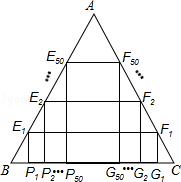 A
E₅₀ F₅₀
E₂ F₂
E₁ F₁
B P₁ P₂ ··· P₅₀ G₅₀ ··· G₂ G₁ C